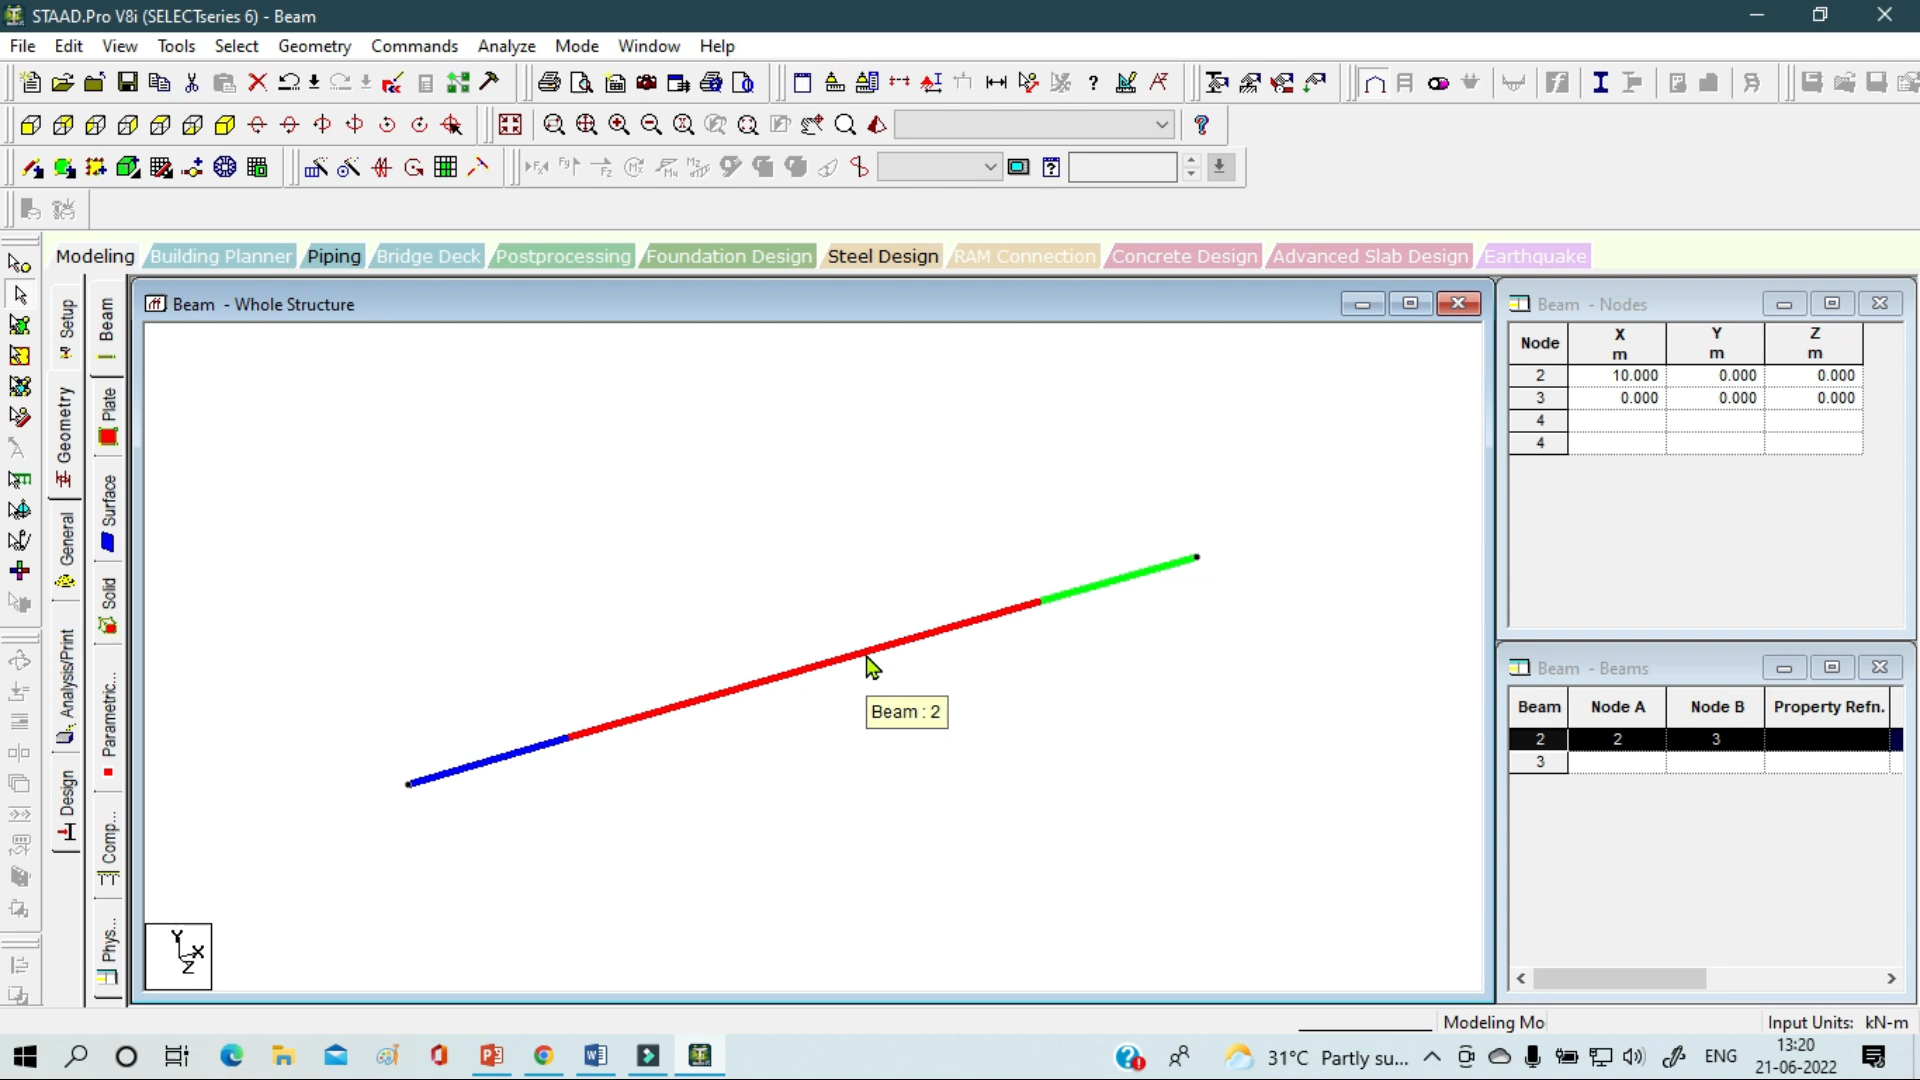 STAAD.Pro V8i (SELECTseries 6) - Beam
File Edit View Tools Select Geometry Commands Analyze Mode Window Help
Modeling Building Planner Piping Bridge Deck Postprocessing Foundation Design Steel Design RAM Connection Concrete Design Advanced Slab Design Earthquake
Setup
Geometry
General
Analysis/Print
Design
Beam
Plate
Surface
Solid
Parametric...
Comp...
Phys...
Beam - Whole Structure
Beam : 2
Y
X
Z
Beam - Nodes
Node X m Y m Z m
2 10.000 0.000 0.000
3 0.000 0.000 0.000
4
4
Beam - Beams
Beam Node A Node B Property Refn.
2 2 3
3
Modeling Mo Input Units: kN-m
31°C Partly su... ENG 13:20
21-06-2022